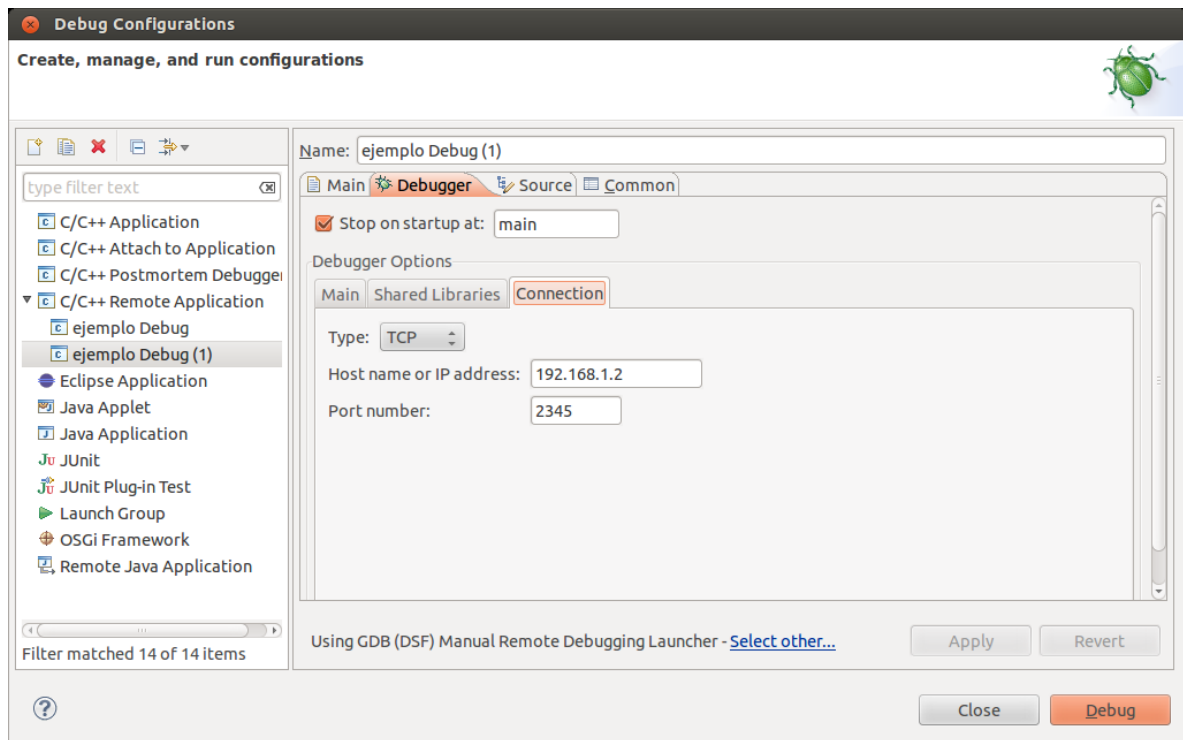 Debug Configurations
Create, manage, and run configurations
type filter text
C/C++ Application
C/C++ Attach to Application
C/C++ Postmortem Debugger
C/C++ Remote Application
ejemplo Debug
ejemplo Debug (1)
Eclipse Application
Java Applet
Java Application
Ju JUnit
JUnit Plug-in Test
Launch Group
OSGi Framework
Remote Java Application
Filter matched 14 of 14 items
Name: ejemplo Debug (1)
Main Debugger Source Common
Stop on startup at: main
Debugger Options
Main Shared Libraries Connection
Type: TCP
Host name or IP address: 192.168.1.2
Port number: 2345
Using GDB (DSF) Manual Remote Debugging Launcher - Select other...
Apply Revert
? Close Debug